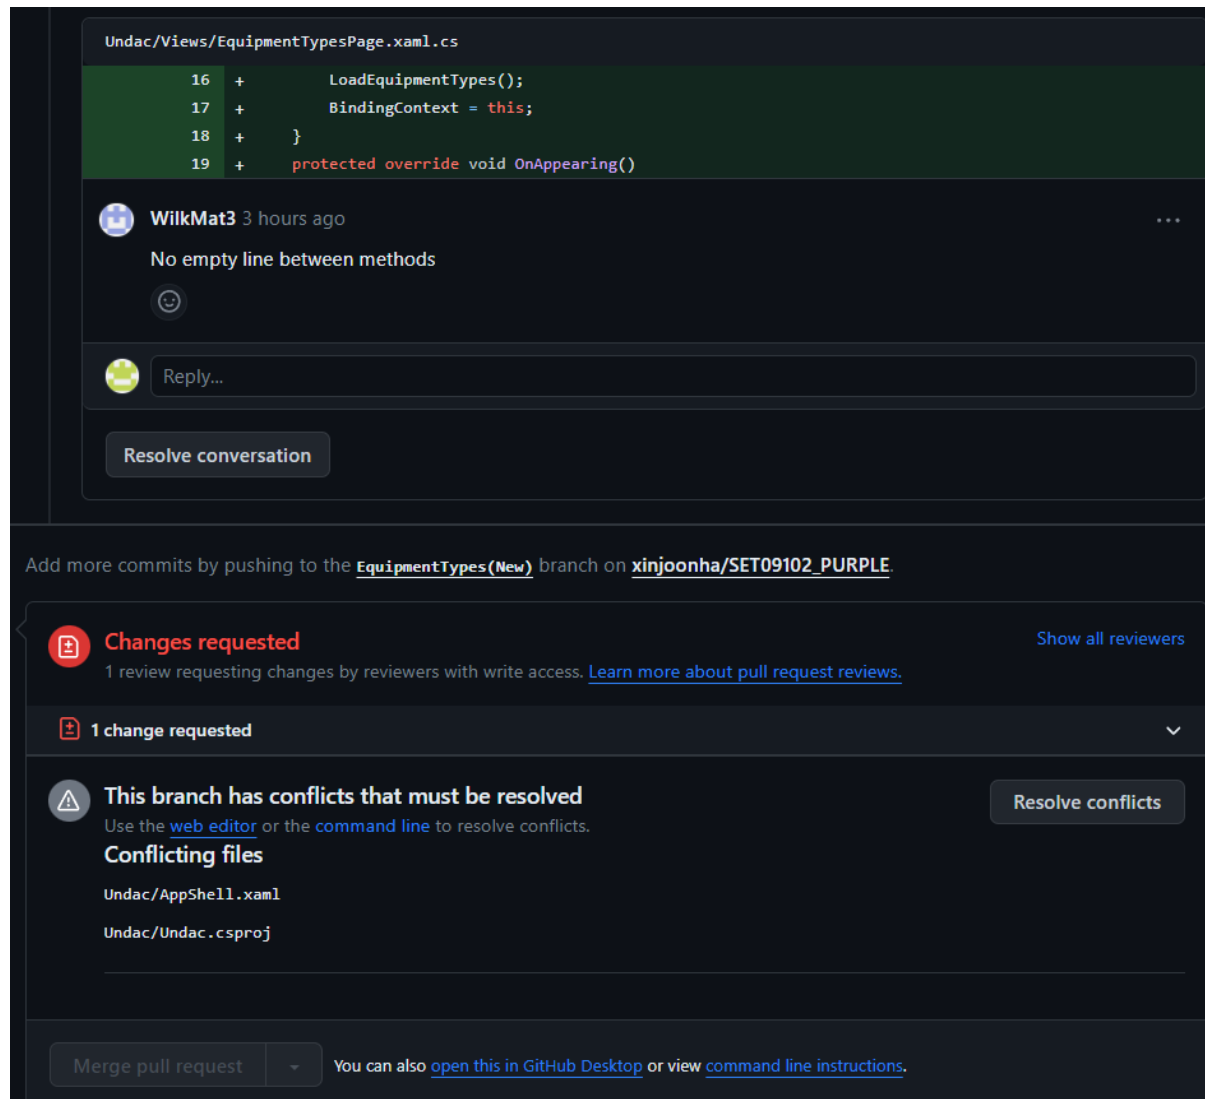 Undac/Views/EquipmentTypesPage.xaml.cs
16 + LoadEquipmentTypes();
17 + BindingContext = this;
18 + }
19 + protected override void OnAppearing()
WilkMat3 3 hours ago
No empty line between methods
Reply...
Resolve conversation
Add more commits by pushing to the EquipmentTypes(New) branch on xinjoonha/SET09102_PURPLE.
Changes requested
Show all reviewers
1 review requesting changes by reviewers with write access. Learn more about pull request reviews.
1 change requested
This branch has conflicts that must be resolved
Resolve conflicts
Use the web editor or the command line to resolve conflicts.
Conflicting files
Undac/AppShell.xaml
Undac/Undac.csproj
Merge pull request
You can also open this in GitHub Desktop or view command line instructions.